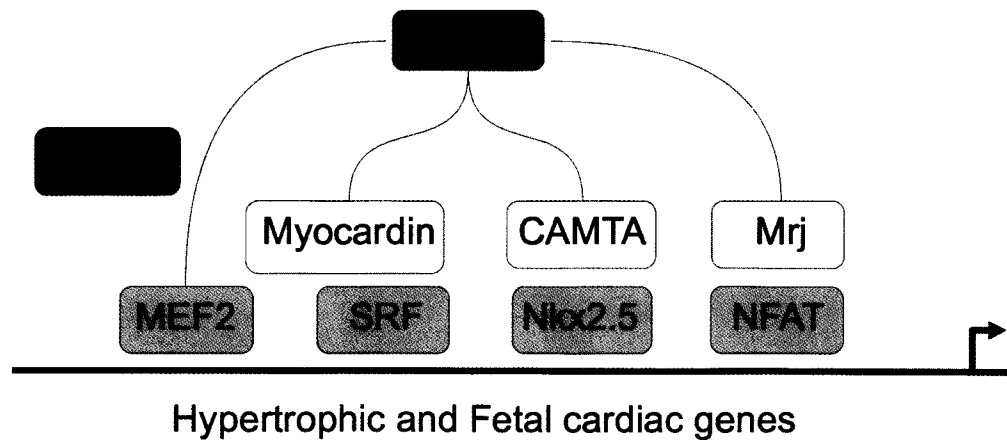 Myocardin
CAMTA
Mrj
MEF2
SRF
Nkx2.5
NFAT
Hypertrophic and Fetal cardiac genes